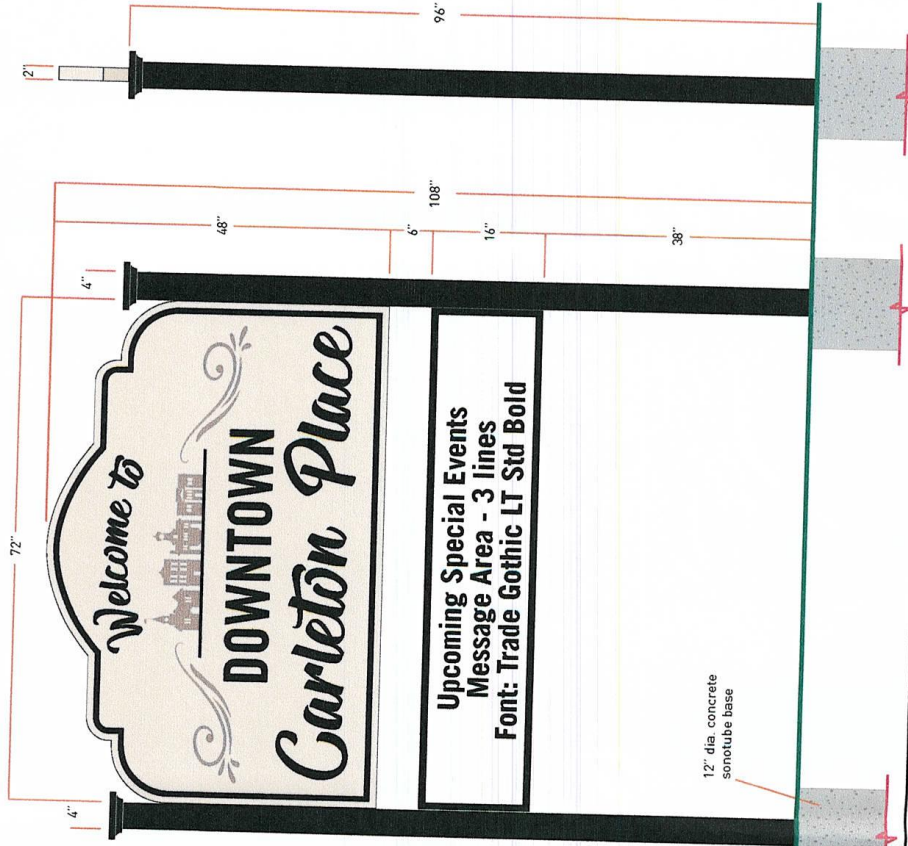 72"
4"
4"
2"
Welcome to
DOWNTOWN
Carleton Place
Upcoming Special Events
Message Area - 3 lines
Font: Trade Gothic LT Std Bold
48"
6"
16"
38"
108"
96"
12" dia. concrete
sonotube base